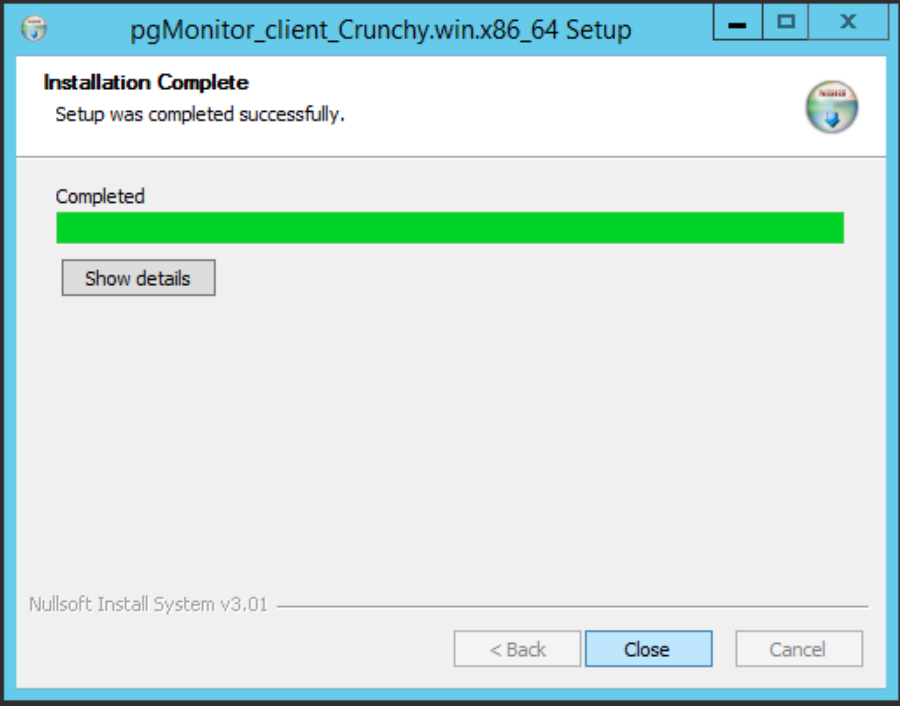 pgMonitor_client_Crunchy.win.x86_64 Setup
Installation Complete
Setup was completed successfully.
Completed
Show details
Nullsoft Install System v3.01
< Back
Close
Cancel